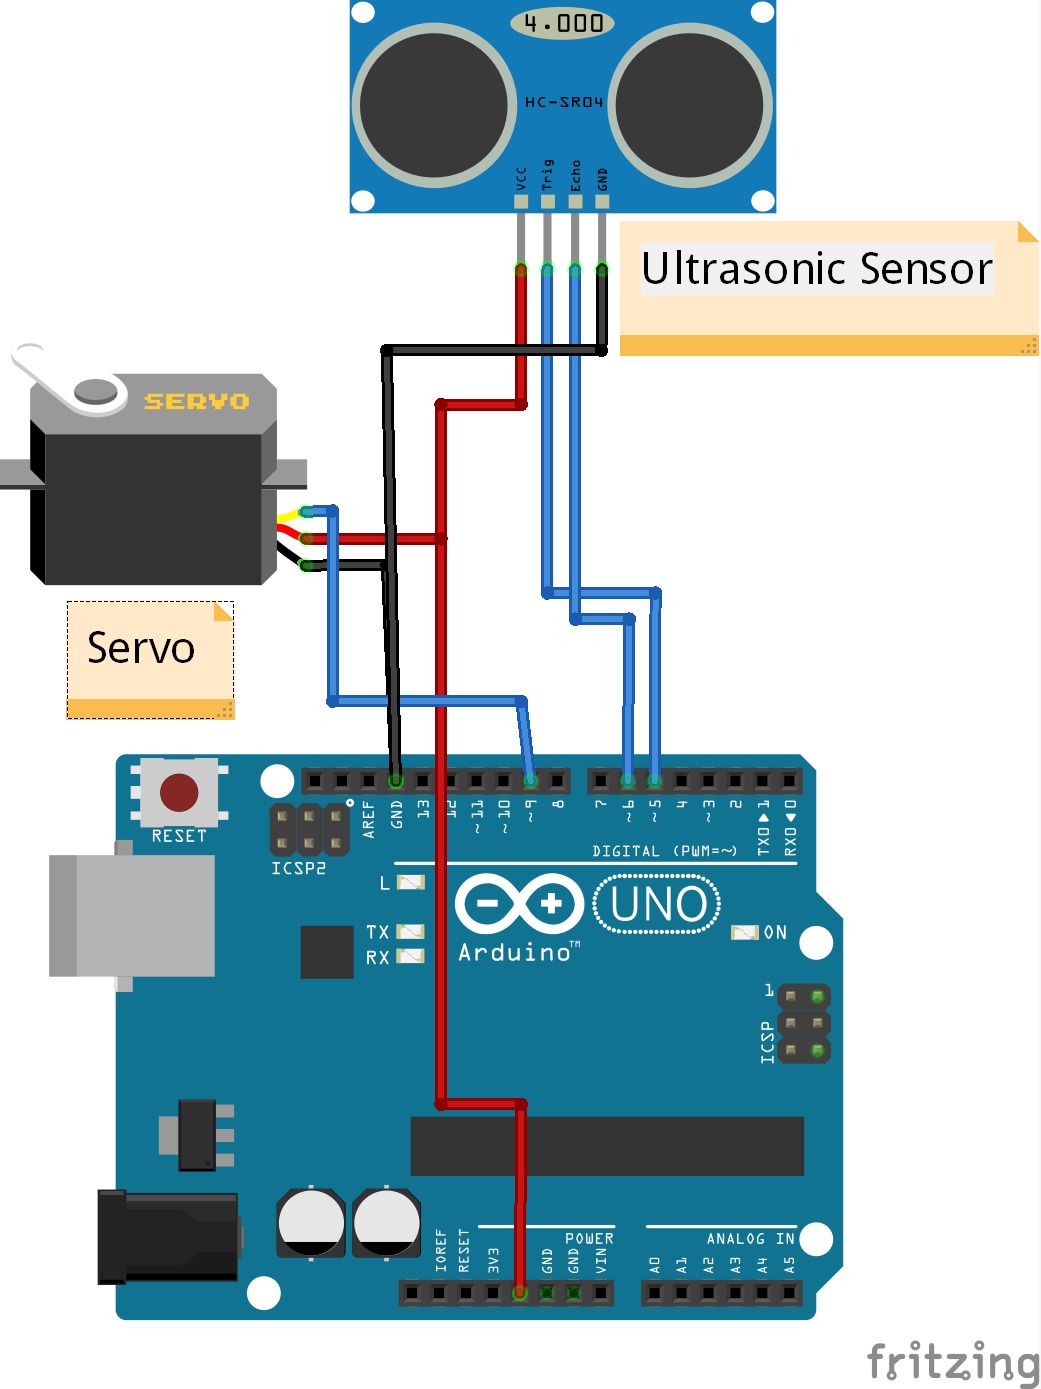 4.000
HC-SR04
VCC
Trig
Echo
GND
Ultrasonic Sensor
SERVO
Servo
AREF
GND
13
12
~11
~10
~9
8
7
~6
~5
4
~3
2
TX0▶1
RX0◀0
RESET
ICSP2
DIGITAL (PWM=~)
L
TX
RX
Arduino™
UNO
ON
1
ICSP
IOREF
RESET
3V3
GND
GND
VIN
POWER
A0
A1
A2
A3
A4
A5
ANALOG IN
fritzing